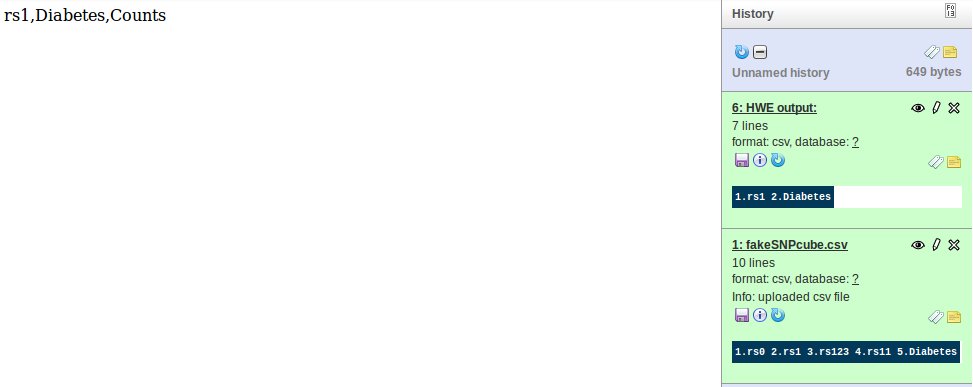 rs1,Diabetes,Counts
History
Unnamed history
649 bytes
6: HWE output:
7 lines
format: csv, database: ?
1.rs1 2.Diabetes
1: fakeSNPcube.csv
10 lines
format: csv, database: ?
Info: uploaded csv file
1.rs0 2.rs1 3.rs123 4.rs11 5.Diabetes